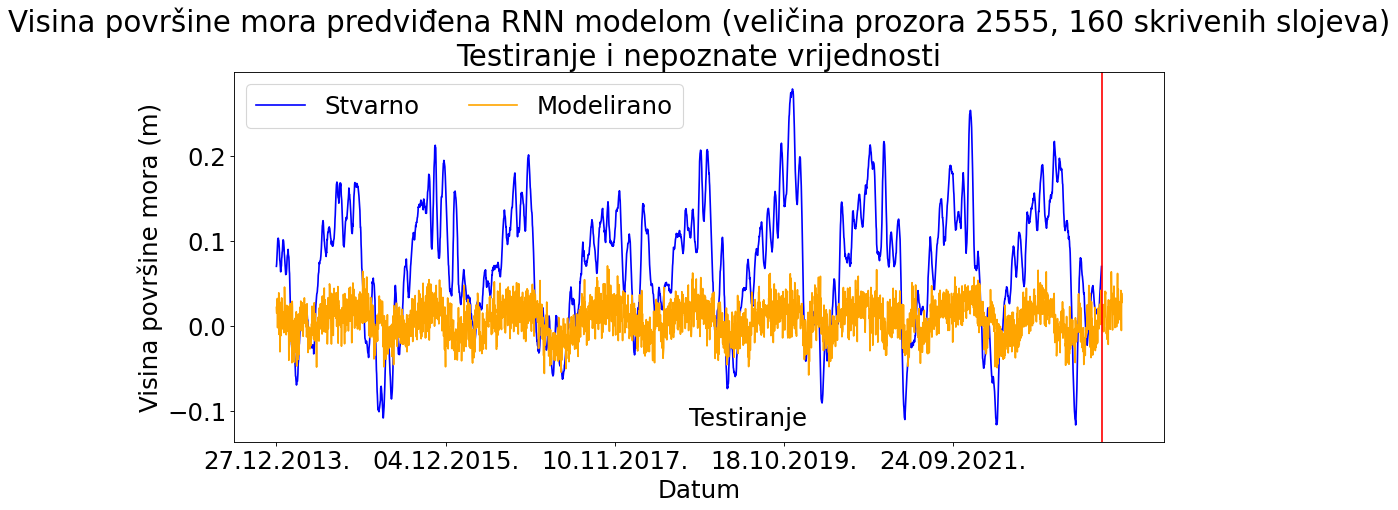 Visina površine mora predviđena RNN modelom (veličina prozora 2555, 160 skrivenih slojeva)
Testiranje i nepoznate vrijednosti
Stvarno
Modelirano
Visina površine mora (m)
0.2
0.1
0.0
−0.1
Testiranje
27.12.2013.
04.12.2015.
10.11.2017.
18.10.2019.
24.09.2021.
Datum